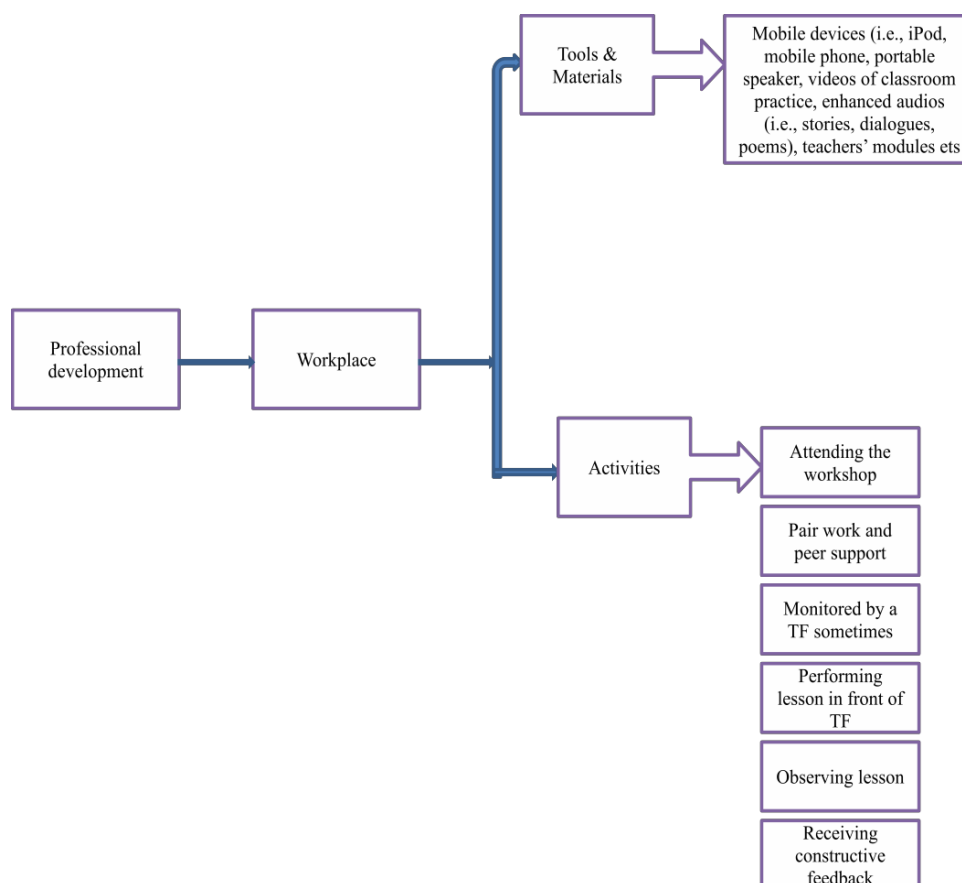 Professional
development
Workplace
Tools &
Materials
Mobile devices (i.e., iPod,
mobile phone, portable
speaker, videos of classroom
practice, enhanced audios
(i.e., stories, dialogues,
poems), teachers’ modules ets
Activities
Attending the
workshop
Pair work and
peer support
Monitored by a
TF sometimes
Performing
lesson in front of
TF
Observing lesson
Receiving
constructive
feedback